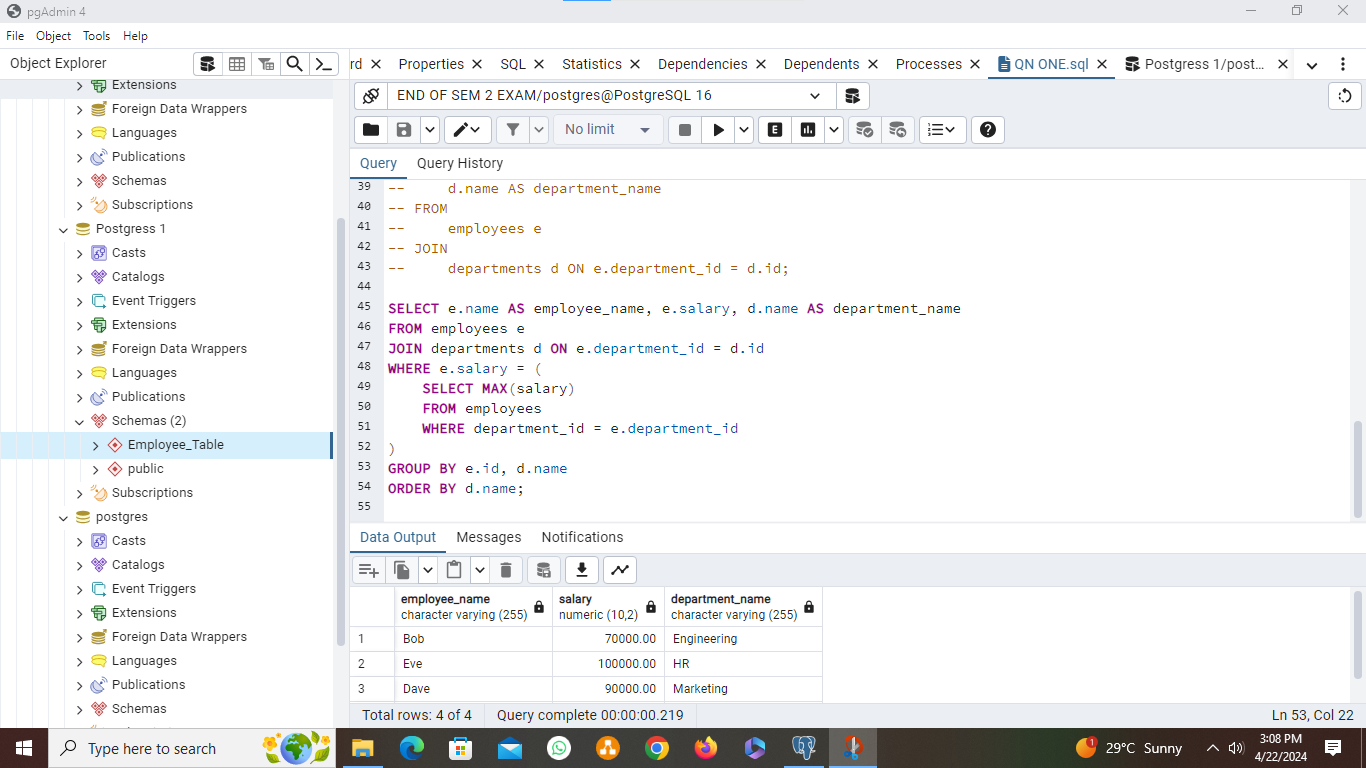 pgAdmin 4
File Object Tools Help
Object Explorer
rd Properties SQL Statistics Dependencies Dependents Processes QN ONE.sql Postgress 1/post...
Extensions
Foreign Data Wrappers
Languages
Publications
Schemas
Subscriptions
Postgress 1
Casts
Catalogs
Event Triggers
Extensions
Foreign Data Wrappers
Languages
Publications
Schemas (2)
Employee_Table
public
Subscriptions
postgres
Casts
Catalogs
Event Triggers
Extensions
Foreign Data Wrappers
Languages
Publications
Schemas
END OF SEM 2 EXAM/postgres@PostgreSQL 16
No limit
E
Query Query History
39 -- d.name AS department_name
40 -- FROM
41 -- employees e
42 -- JOIN
43 -- departments d ON e.department_id = d.id;
44
45 SELECT e.name AS employee_name, e.salary, d.name AS department_name
46 FROM employees e
47 JOIN departments d ON e.department_id = d.id
48 WHERE e.salary = (
49 SELECT MAX(salary)
50 FROM employees
51 WHERE department_id = e.department_id
52 )
53 GROUP BY e.id, d.name
54 ORDER BY d.name;
55
Data Output Messages Notifications
employee_name salary department_name
character varying (255) numeric (10,2) character varying (255)
1 Bob 70000.00 Engineering
2 Eve 100000.00 HR
3 Dave 90000.00 Marketing
Total rows: 4 of 4 Query complete 00:00:00.219 Ln 53, Col 22
Type here to search
1 29°C Sunny
3:08 PM
4/22/2024